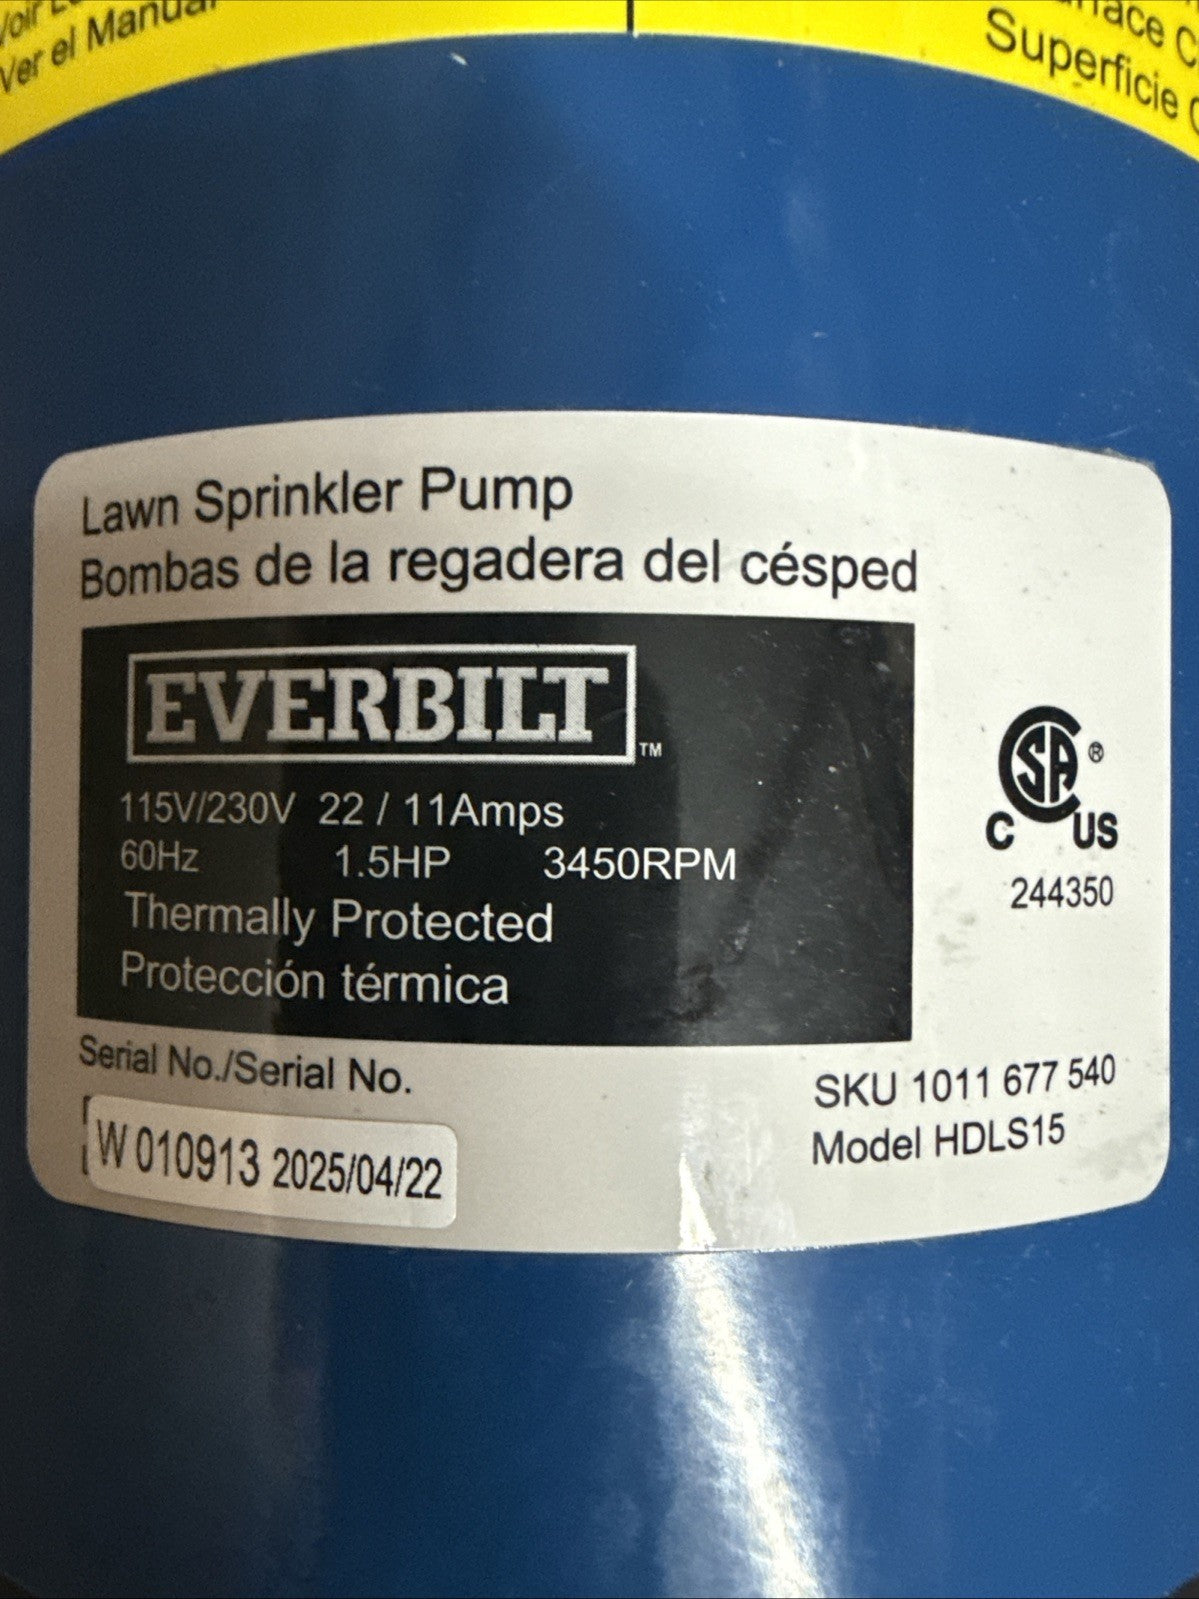 Ver el Manual
Superficie
Lawn Sprinkler Pump
Bombas de la regadera del césped
EVERBILT™
115V/230V 22 / 11Amps
60Hz 1.5HP 3450RPM
Thermally Protected
Protección térmica
CSA®
C US
244350
Serial No./Serial No.
W 010913 2025/04/22
SKU 1011 677 540
Model HDLS15